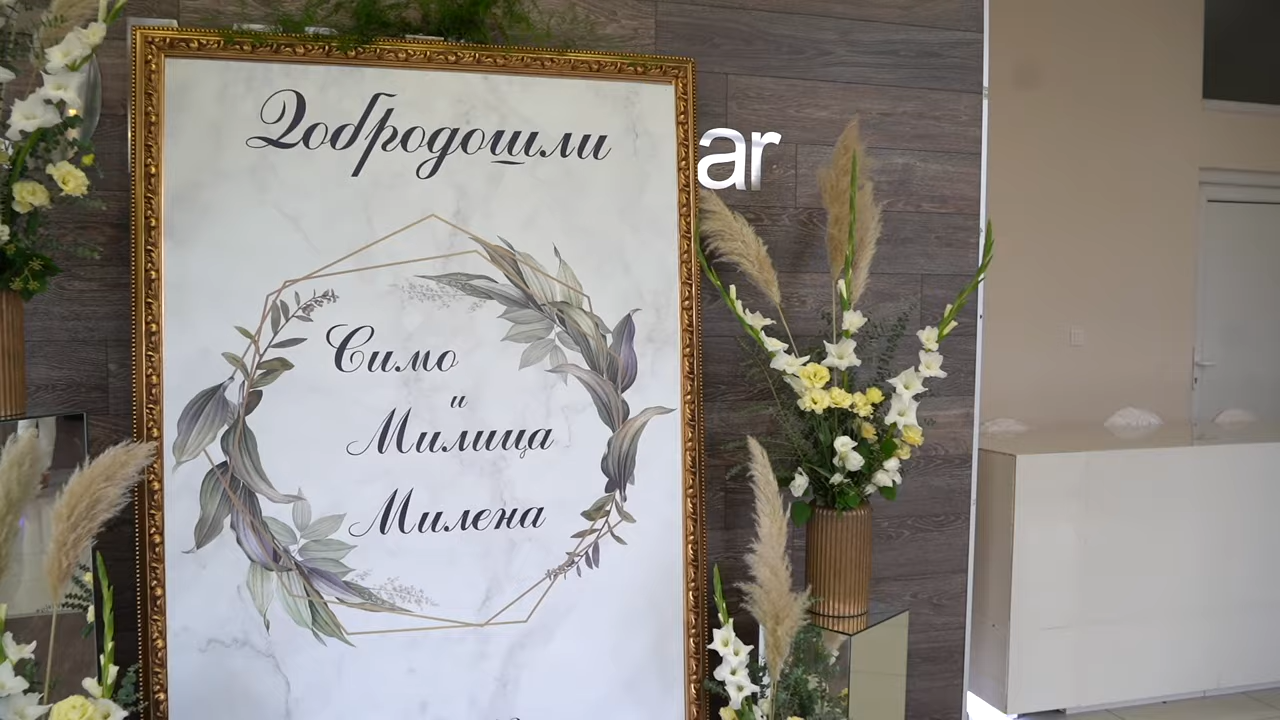 Добродошли
ar
Симо
и
Милица
Милена